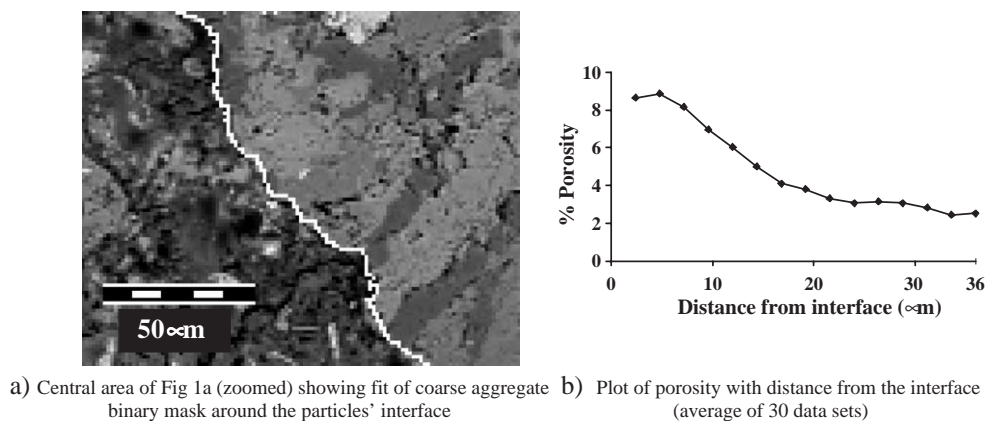 50∝m
10
8
6
4
2
0
% Porosity
0 10 20 30 36
Distance from interface (∝m)
a) Central area of Fig 1a (zoomed) showing fit of coarse aggregate
binary mask around the particles' interface
b) Plot of porosity with distance from the interface
(average of 30 data sets)